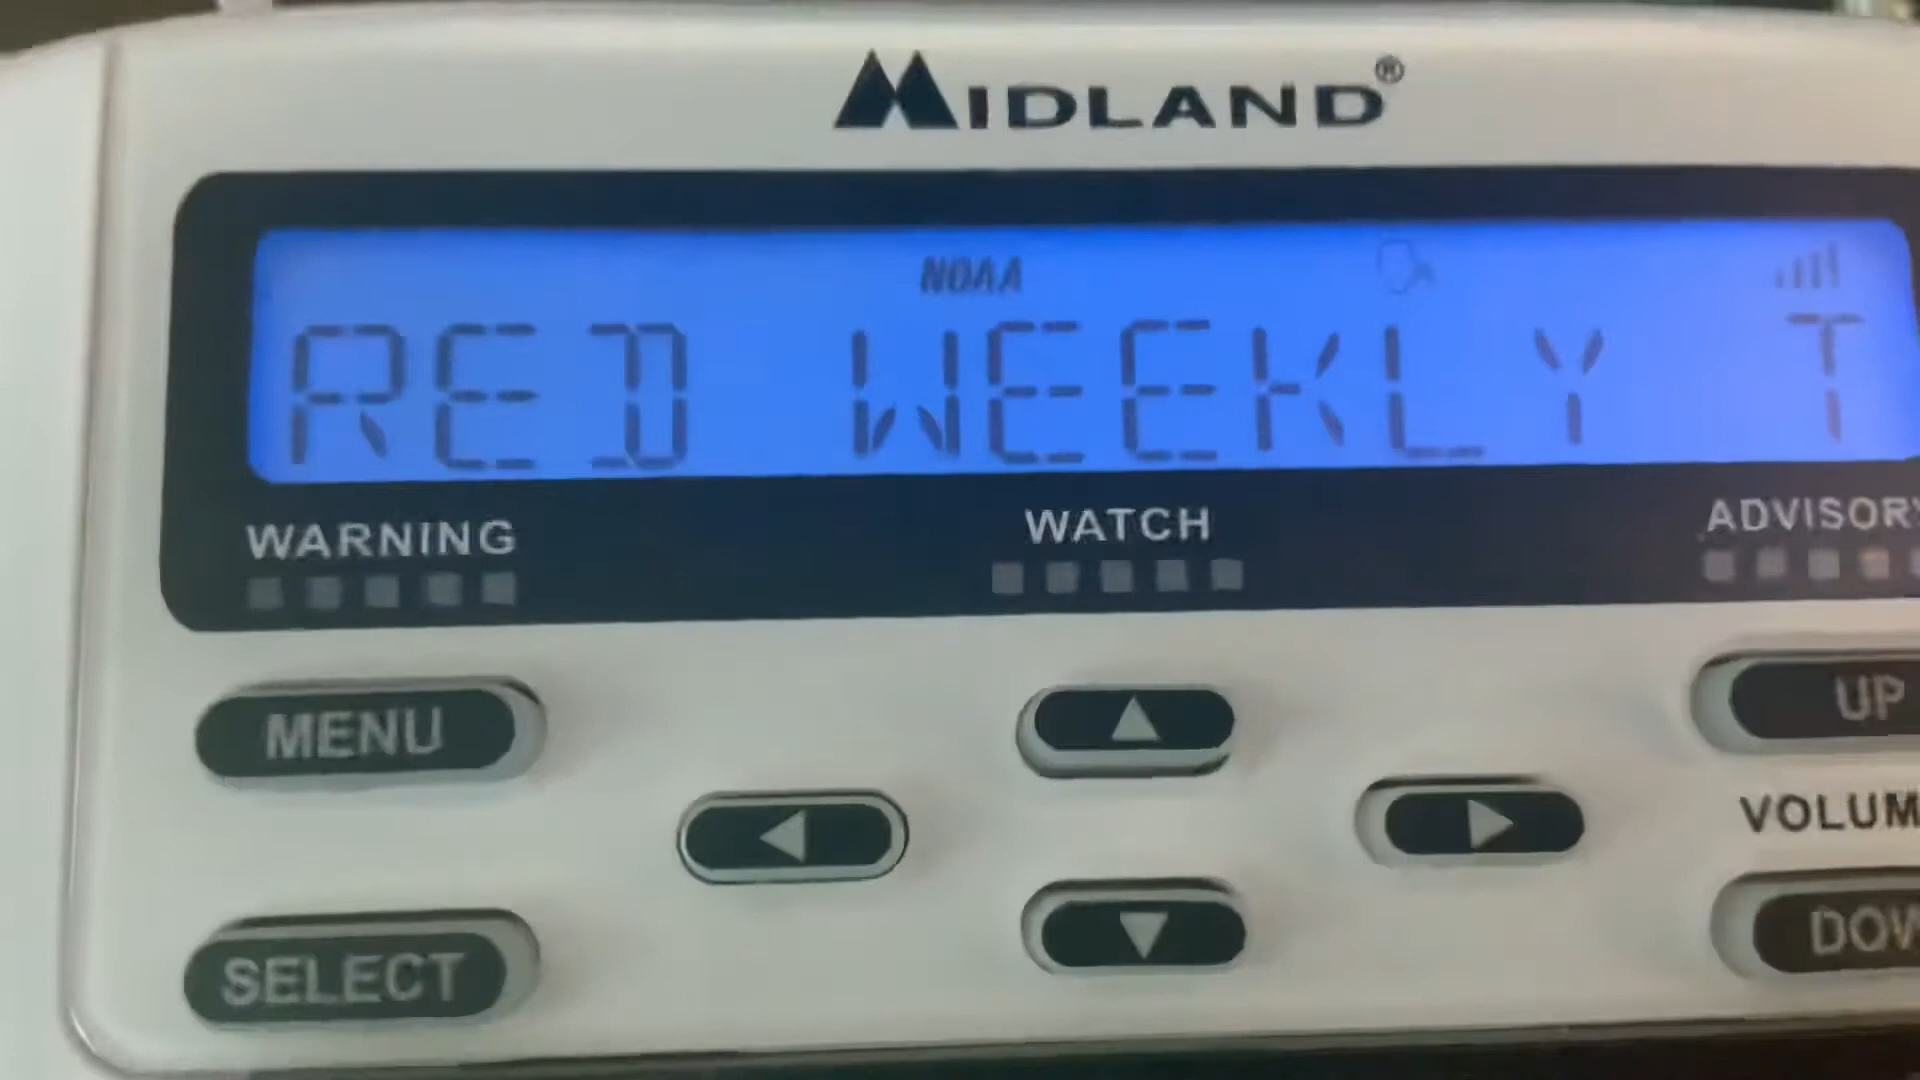 MIDLAND®
NOAA
RED WEEKLY T
WARNING WATCH ADVISORY
MENU UP
VOLUM
SELECT DOW